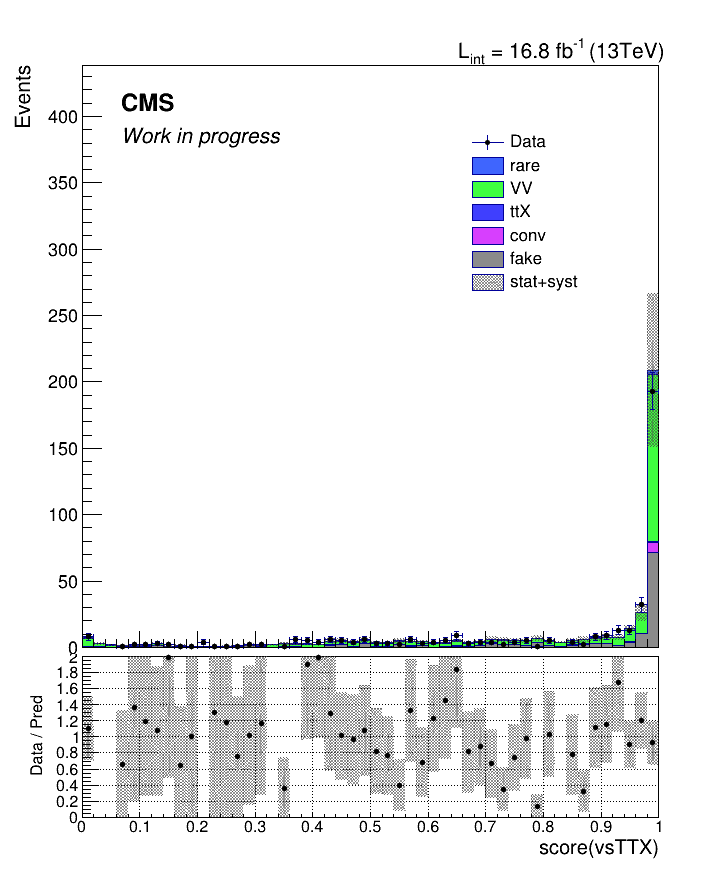 L_int = 16.8 fb^-1 (13TeV)
Events
CMS
Work in progress
400
350
300
250
200
150
100
50
0
Data
rare
VV
ttX
conv
fake
stat+syst
Data / Pred
2
1.8
1.6
1.4
1.2
1
0.8
0.6
0.4
0.2
0
0 0.1 0.2 0.3 0.4 0.5 0.6 0.7 0.8 0.9 1
score(vsTTX)